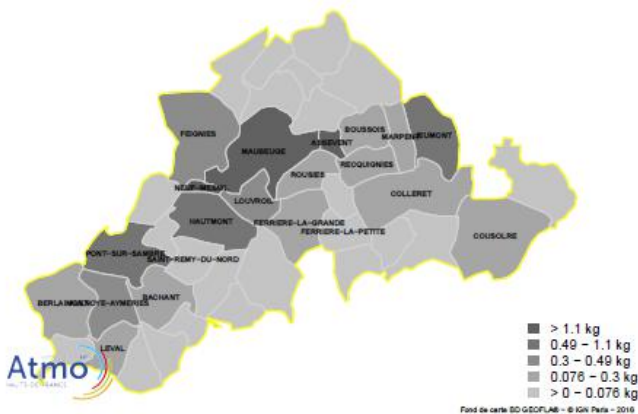 FEIGNIES
BOUSSOIS
MARPENT
JEUMONT
MAUBEUGE
ASSEVENT
RECQUIGNIES
ROUSIES
NEUF-MESNIL
LOUVROIL
COLLERET
HAUTMONT
FERRIERE-LA-GRANDE
FERRIERE-LA-PETITE
COUSOLRE
PONT-SUR-SAMBRE
SAINT-REMY-DU-NORD
BACHANT
LEVAL
Atmo
HAUTS-DE-FRANCE
> 1.1 kg
0.49 - 1.1 kg
0.3 - 0.49 kg
0.076 - 0.3 kg
> 0 - 0.076 kg
Fond de carte BD GEOFLA® - © IGN Paris - 2016